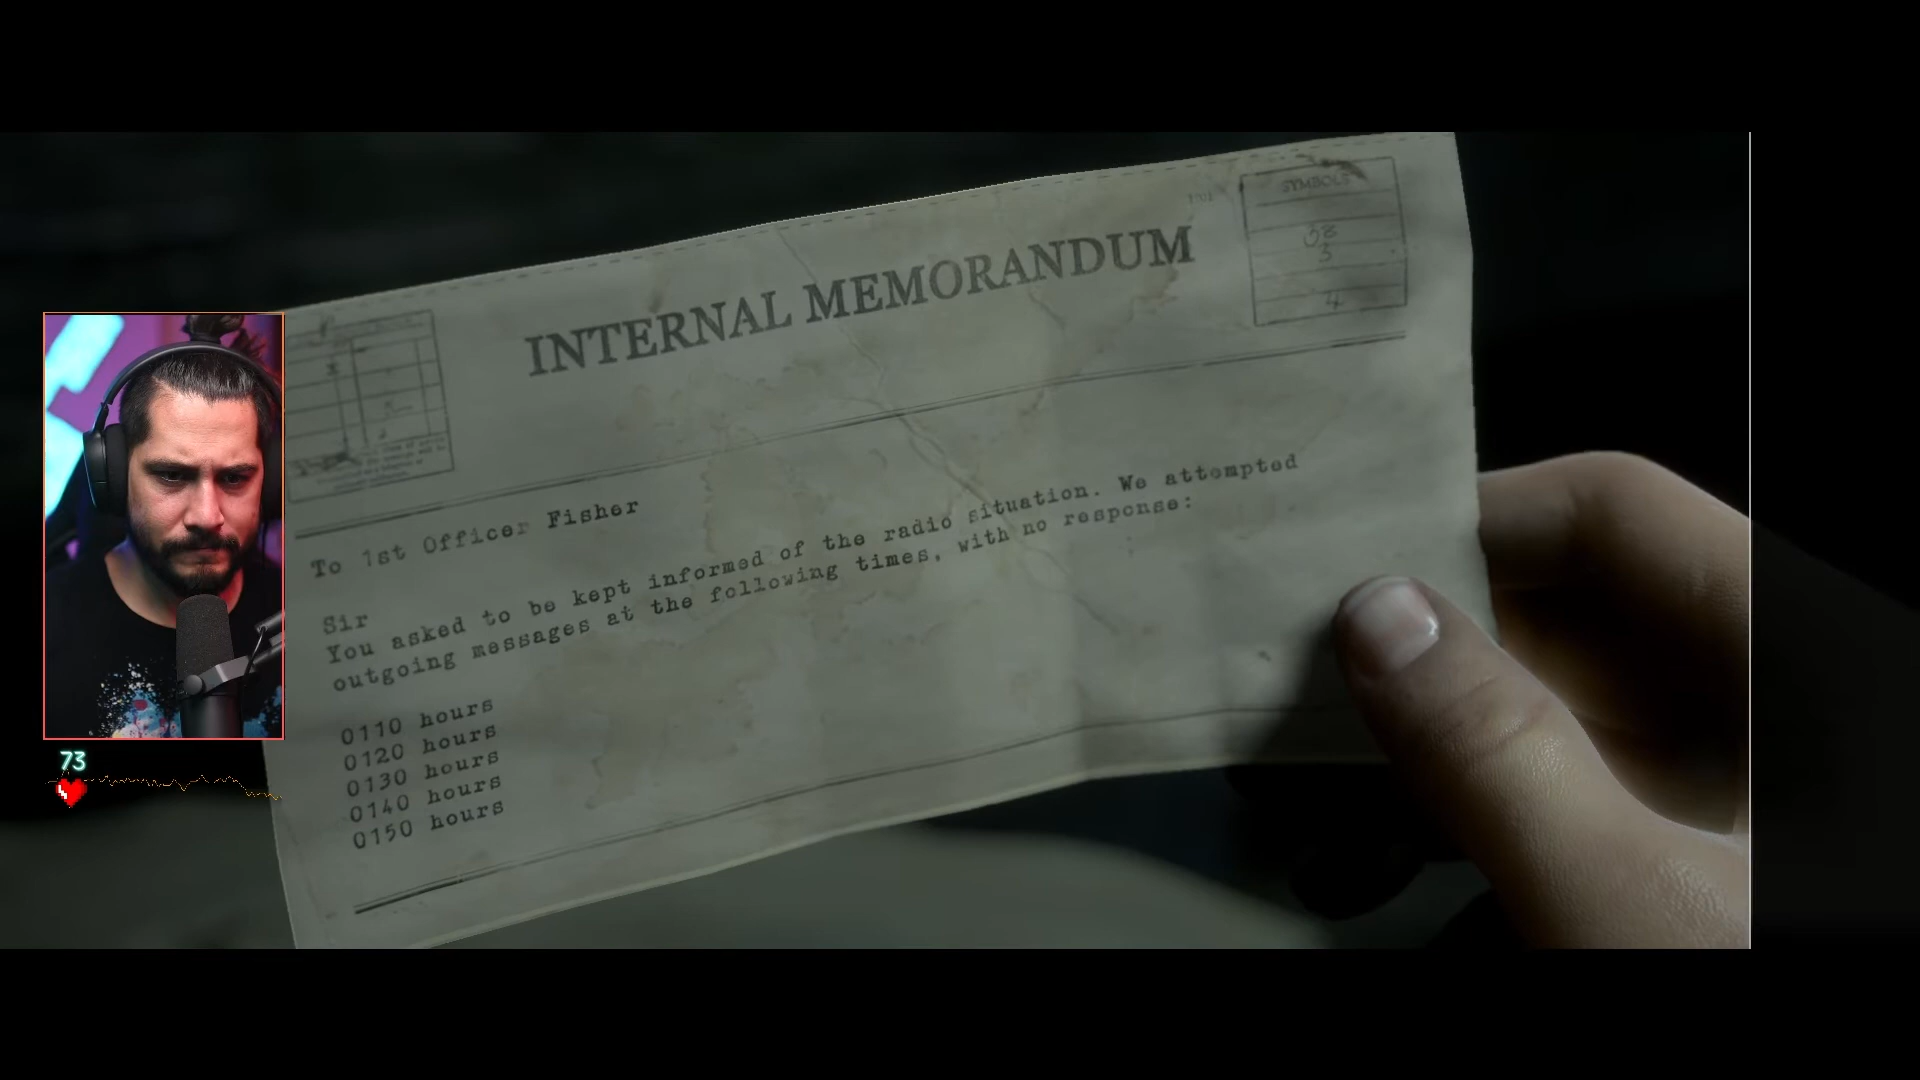 SYMBOLS
INTERNAL MEMORANDUM
To 1st Officer Fisher
Sir
You asked to be kept informed of the radio situation. We attempted
outgoing messages at the following times, with no response:
0110 hours
0120 hours
0130 hours
0140 hours
0150 hours
73